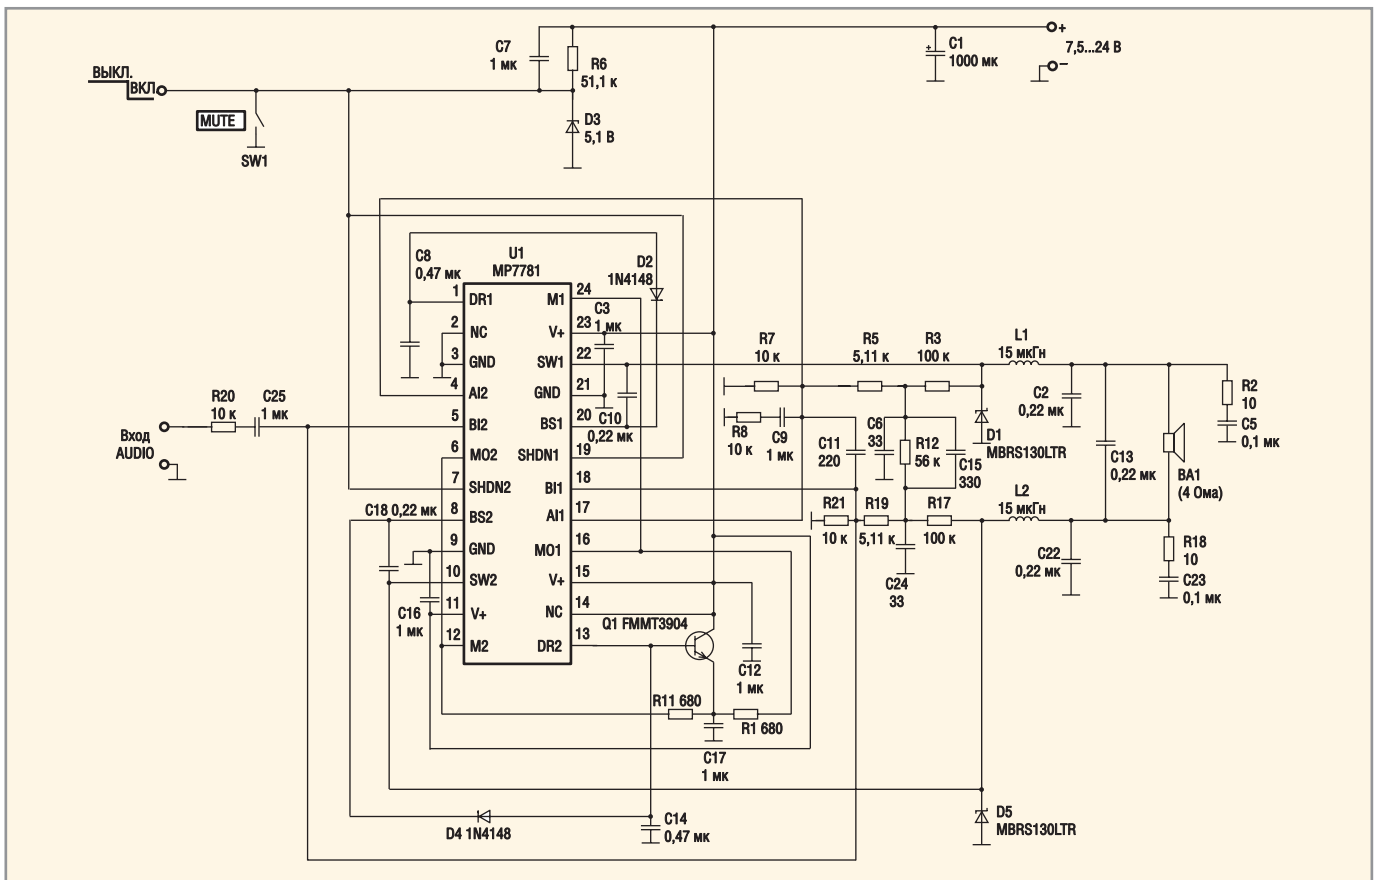 C7
1 мк
R6
51,1 к
+
C1
1000 мк
+
7,5...24 В
–
ВЫКЛ.
ВКЛ
MUTE
SW1
D3
5,1 В
C8
0,47 мк
U1
MP7781
D2
1N4148
1 DR1
2 NC
3 GND
4 AI2
5 BI2
6 MO2
7 SHDN2
8 BS2
9 GND
10 SW2
11 V+
12 M2
M1 24
V+ 23
SW1 22
GND 21
BS1 20
SHDN1 19
BI1 18
AI1 17
MO1 16
V+ 15
NC 14
DR2 13
C3
1 мк
C10
0,22 мк
R20
10 к
C25
1 мк
Вход
AUDIO
C18 0,22 мк
C16
1 мк
R7
10 к
R5
5,11 к
R3
100 к
L1
15 мкГн
R8
10 к
C9
1 мк
C11
220
C6
33
R12
56 к
C15
330
D1
MBRS130LTR
C2
0,22 мк
C13
0,22 мк
R2
10
C5
0,1 мк
BA1
(4 Ома)
R21
10 к
R19
5,11 к
R17
100 к
L2
15 мкГн
C24
33
C22
0,22 мк
R18
10
C23
0,1 мк
Q1 FMMT3904
C12
1 мк
R11 680
R1 680
C17
1 мк
D4 1N4148
C14
0,47 мк
D5
MBRS130LTR